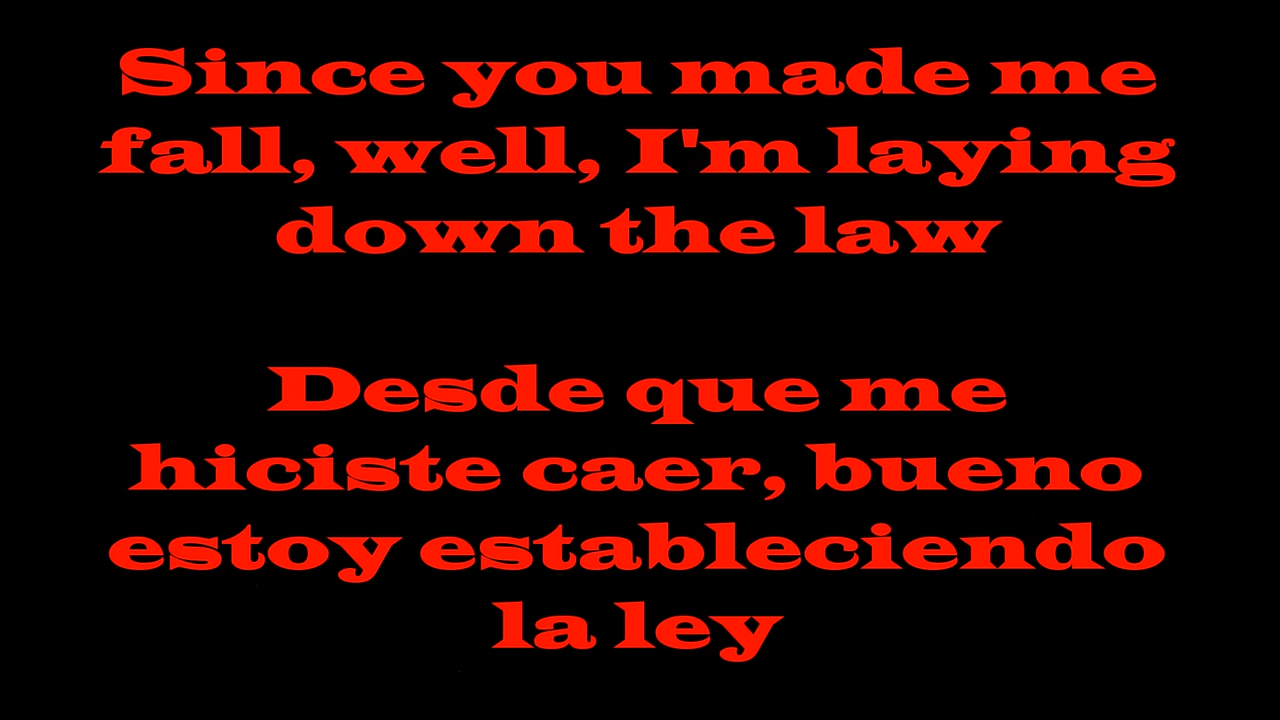 Since you made me
fall, well, I'm laying
down the law
Desde que me
hiciste caer, bueno
estoy estableciendo
la ley